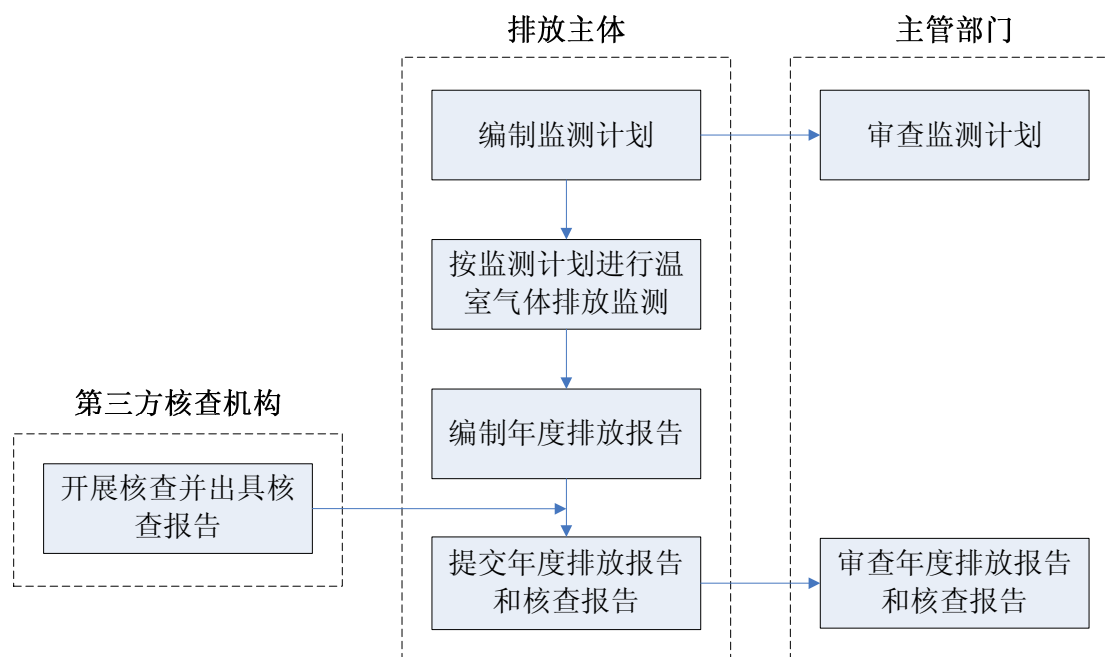 排放主体
主管部门
编制监测计划
审查监测计划
按监测计划进行温
室气体排放监测
第三方核查机构
编制年度排放报告
开展核查并出具核
查报告
提交年度排放报告
和核查报告
审查年度排放报告
和核查报告